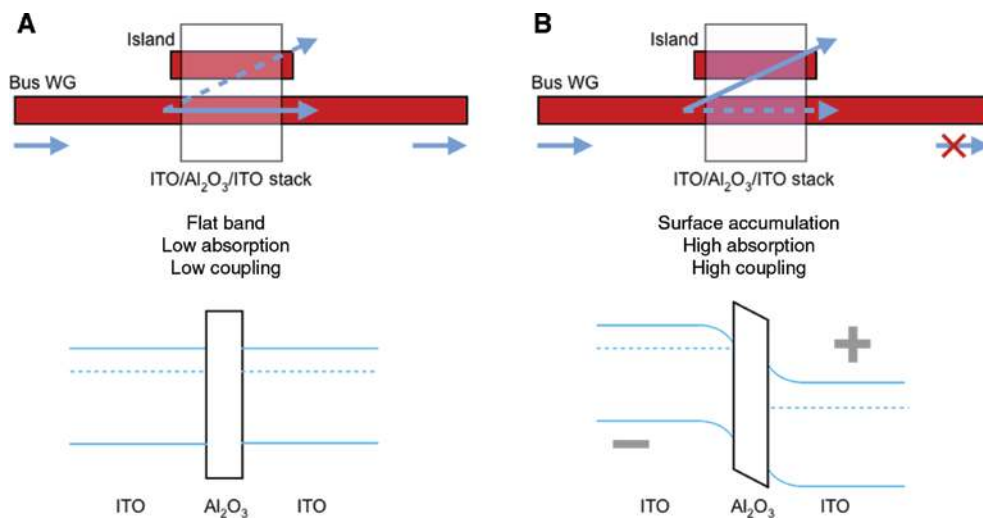 A
Island
Bus WG
ITO/Al₂O₃/ITO stack
Flat band
Low absorption
Low coupling
ITO
Al₂O₃
ITO
B
Island
Bus WG
ITO/Al₂O₃/ITO stack
Surface accumulation
High absorption
High coupling
+
−
ITO
Al₂O₃
ITO